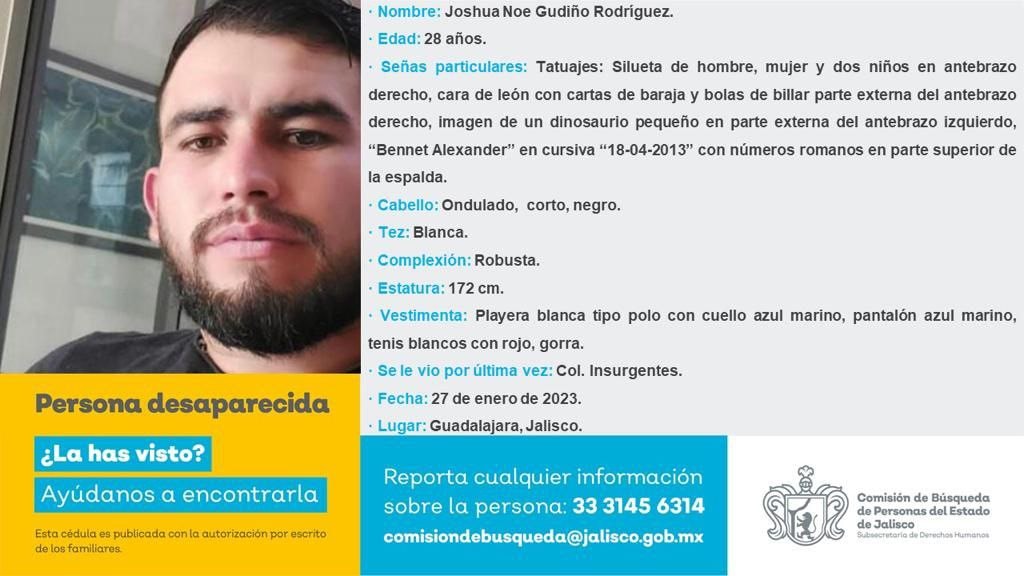 · Nombre: Joshua Noe Gudiño Rodríguez.
· Edad: 28 años.
· Señas particulares: Tatuajes: Silueta de hombre, mujer y dos niños en antebrazo
derecho, cara de león con cartas de baraja y bolas de billar parte externa del antebrazo
derecho, imagen de un dinosaurio pequeño en parte externa del antebrazo izquierdo,
“Bennet Alexander” en cursiva “18-04-2013” con números romanos en parte superior de
la espalda.
· Cabello: Ondulado, corto, negro.
· Tez: Blanca.
· Complexión: Robusta.
· Estatura: 172 cm.
· Vestimenta: Playera blanca tipo polo con cuello azul marino, pantalón azul marino,
tenis blancos con rojo, gorra.
· Se le vio por última vez: Col. Insurgentes.
· Fecha: 27 de enero de 2023.
· Lugar: Guadalajara, Jalisco.
Persona desaparecida
¿La has visto?
Ayúdanos a encontrarla
Esta cédula es publicada con la autorización por escrito
de los familiares.
Reporta cualquier información
sobre la persona: 33 3145 6314
comisiondebusqueda@jalisco.gob.mx
Comisión de Búsqueda
de Personas del Estado
de Jalisco
Subsecretaría de Derechos Humanos